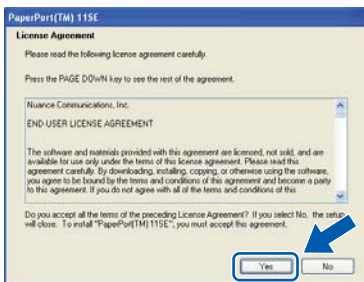 PaperPort(TM) 11SE
License Agreement
Please read the following license agreement carefully.
Press the PAGE DOWN key to see the rest of the agreement.
Nuance Communications, Inc.
END-USER LICENSE AGREEMENT
The software and materials provided with this agreement are licensed, not sold, and are
available for use only under the terms of this license agreement. Please read this
agreement carefully. By downloading, installing, copying, or otherwise using the software,
you agree to be bound by the terms and conditions of this agreement and become a party
to this agreement. If you do not agree with all of the terms and conditions of this
Do you accept all the terms of the preceding License Agreement? If you select No, the setup
will close. To install "PaperPort(TM) 11SE", you must accept this agreement.
Yes
No